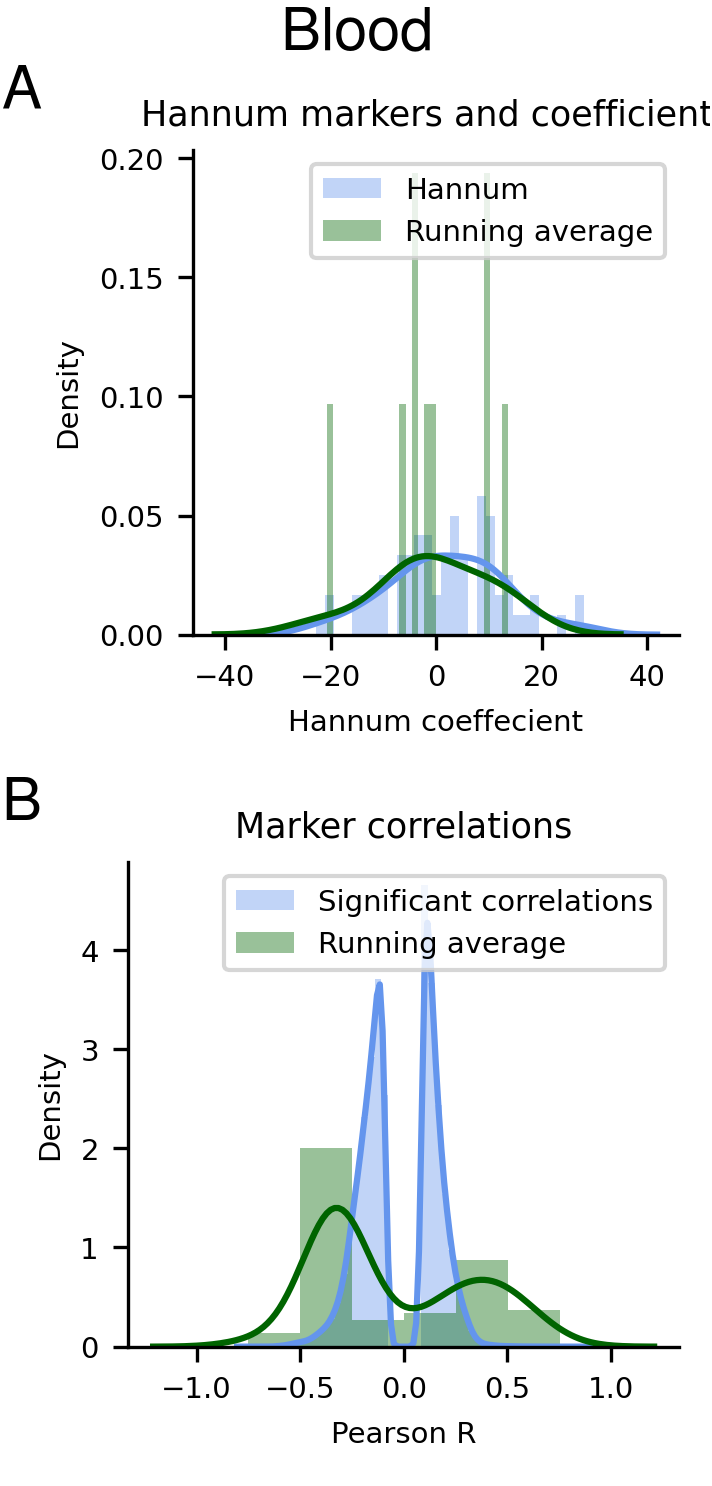 Blood
A
Hannum markers and coefficient
0.20
0.15
0.10
0.05
0.00
Density
Hannum
Running average
−40 −20 0 20 40
Hannum coeffecient
B
Marker correlations
4
3
2
1
0
Density
Significant correlations
Running average
−1.0 −0.5 0.0 0.5 1.0
Pearson R